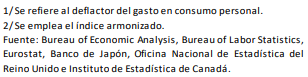 1/Se refiere al deflactor del gasto en consumo personal.
2/Se emplea el índice armonizado.
Fuente: Bureau of Economic Analysis, Bureau of Labor Statistics,
Eurostat, Banco de Japón, Oficina Nacional de Estadística del
Reino Unido e Instituto de Estadística de Canadá.